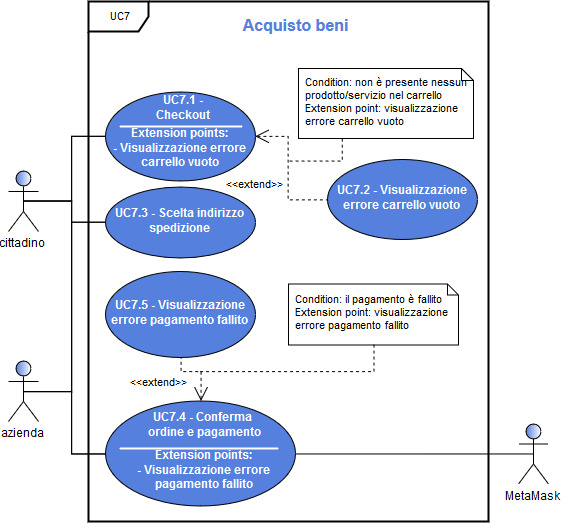 UC7
Acquisto beni
Condition: non è presente nessun
prodotto/servizio nel carrello
Extension point: visualizzazione
errore carrello vuoto
UC7.1 -
Checkout
Extension points:
- Visualizzazione errore
carrello vuoto
<<extend>>
UC7.2 - Visualizzazione
errore carrello vuoto
cittadino
UC7.3 - Scelta indirizzo
spedizione
UC7.5 - Visualizzazione
errore pagamento fallito
Condition: il pagamento è fallito
Extension point: visualizzazione
errore pagamento fallito
<<extend>>
azienda
UC7.4 - Conferma
ordine e pagamento
Extension points:
- Visualizzazione errore
pagamento fallito
MetaMask